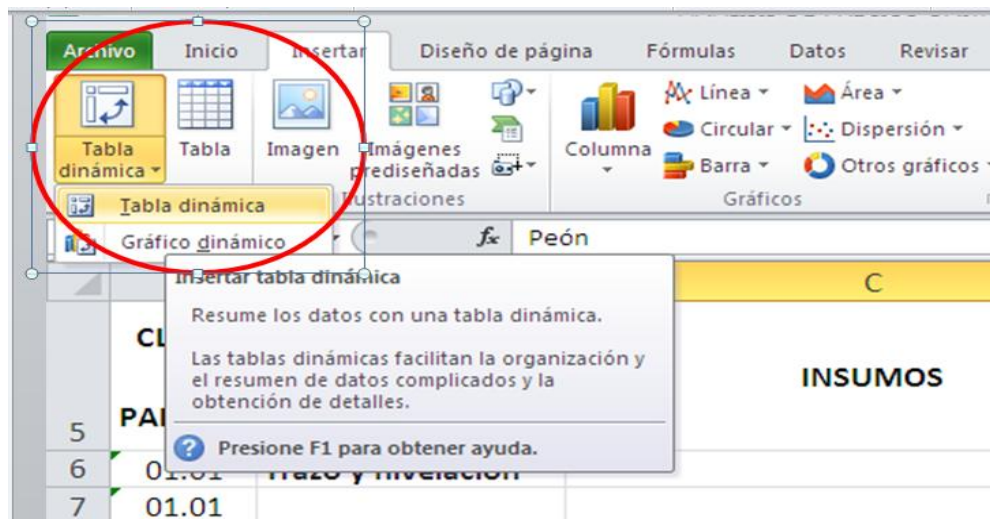 Archivo Inicio Insertar Diseño de página Fórmulas Datos Revisar
Tabla dinámica
Tabla
Imagen
Imágenes prediseñadas
Columna
Línea
Circular
Barra
Área
Dispersión
Otros gráficos
Ilustraciones
Gráficos
Tabla dinámica
Gráfico dinámico
fx Peón
Insertar tabla dinámica
Resume los datos con una tabla dinámica.
Las tablas dinámicas facilitan la organización y
el resumen de datos complicados y la
obtención de detalles.
Presione F1 para obtener ayuda.
C
INSUMOS
5
6 01.01 Trazo y nivelación
7 01.01